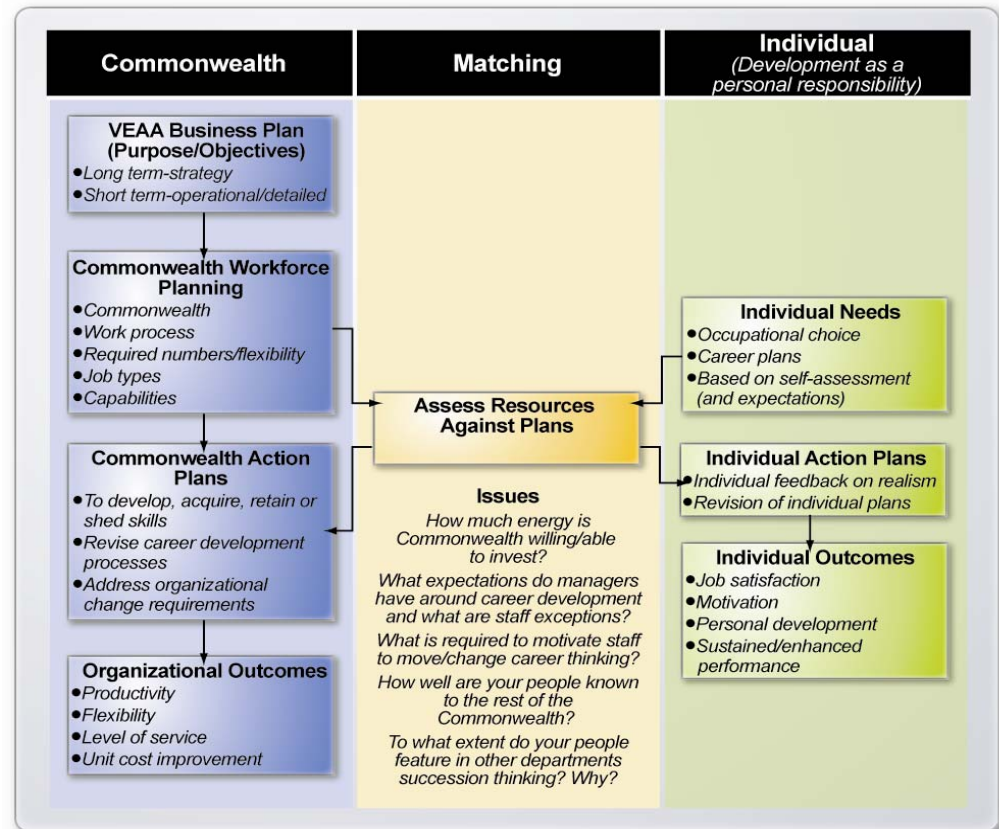 Commonwealth
VEAA Business Plan
(Purpose/Objectives)
•Long term-strategy
•Short term-operational/detailed
Commonwealth Workforce
Planning
•Commonwealth
•Work process
•Required numbers/flexibility
•Job types
•Capabilities
Commonwealth Action
Plans
•To develop, acquire, retain or
shed skills
•Revise career development
processes
•Address organizational
change requirements
Organizational Outcomes
•Productivity
•Flexibility
•Level of service
•Unit cost improvement
Matching
Assess Resources
Against Plans
Issues
How much energy is
Commonwealth willing/able
to invest?
What expectations do managers
have around career development
and what are staff exceptions?
What is required to motivate staff
to move/change career thinking?
How well are your people known
to the rest of the
Commonwealth?
To what extent do your people
feature in other departments
succession thinking? Why?
Individual
(Development as a
personal responsibility)
Individual Needs
•Occupational choice
•Career plans
•Based on self-assessment
(and expectations)
Individual Action Plans
•Individual feedback on realism
•Revision of individual plans
Individual Outcomes
•Job satisfaction
•Motivation
•Personal development
•Sustained/enhanced
performance